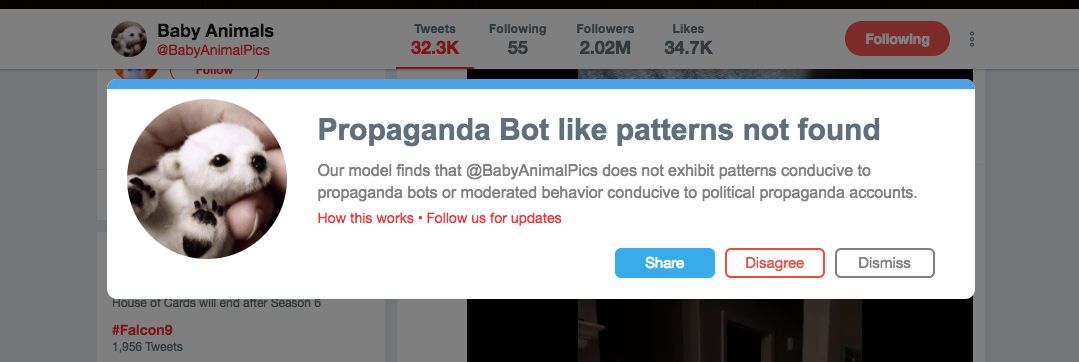 Baby Animals
@BabyAnimalPics
Tweets
32.3K
Following
55
Followers
2.02M
Likes
34.7K
Following
Follow
Propaganda Bot like patterns not found
Our model finds that @BabyAnimalPics does not exhibit patterns conducive to
propaganda bots or moderated behavior conducive to political propaganda accounts.
How this works • Follow us for updates
Share
Disagree
Dismiss
House of Cards will end after Season 6
#Falcon9
1,956 Tweets